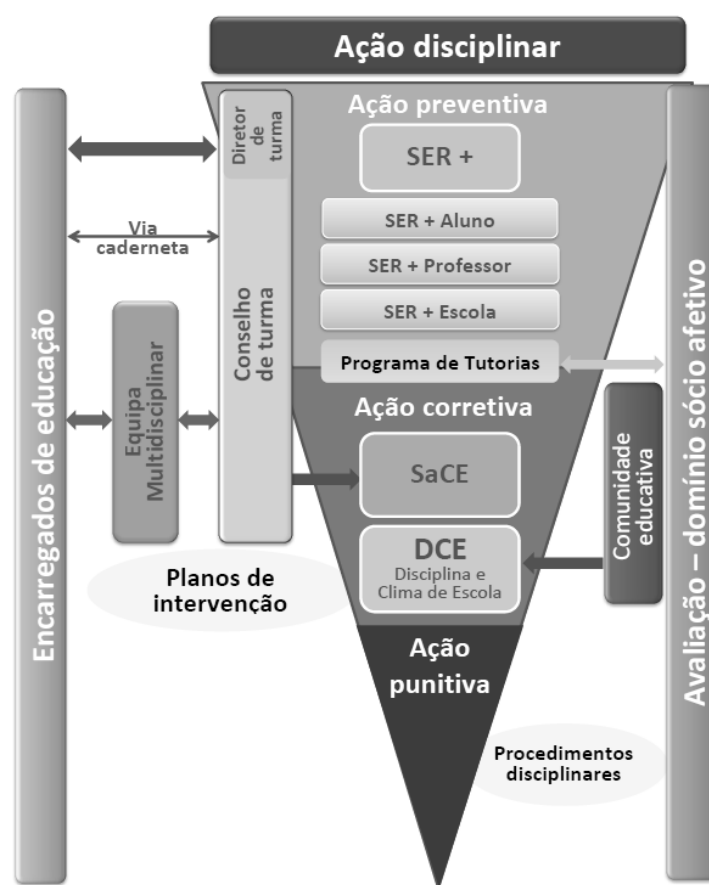 Ação disciplinar
Encarregados de educação
Via
caderneta
Equipa
Multidisciplinar
Diretor
de
turma
Conselho
de turma
Ação preventiva
SER +
SER + Aluno
SER + Professor
SER + Escola
Programa de Tutorias
Ação corretiva
SaCE
DCE
Disciplina e
Clima de Escola
Planos de
intervenção
Ação
punitiva
Procedimentos
disciplinares
Comunidade
educativa
Avaliação – domínio sócio afetivo